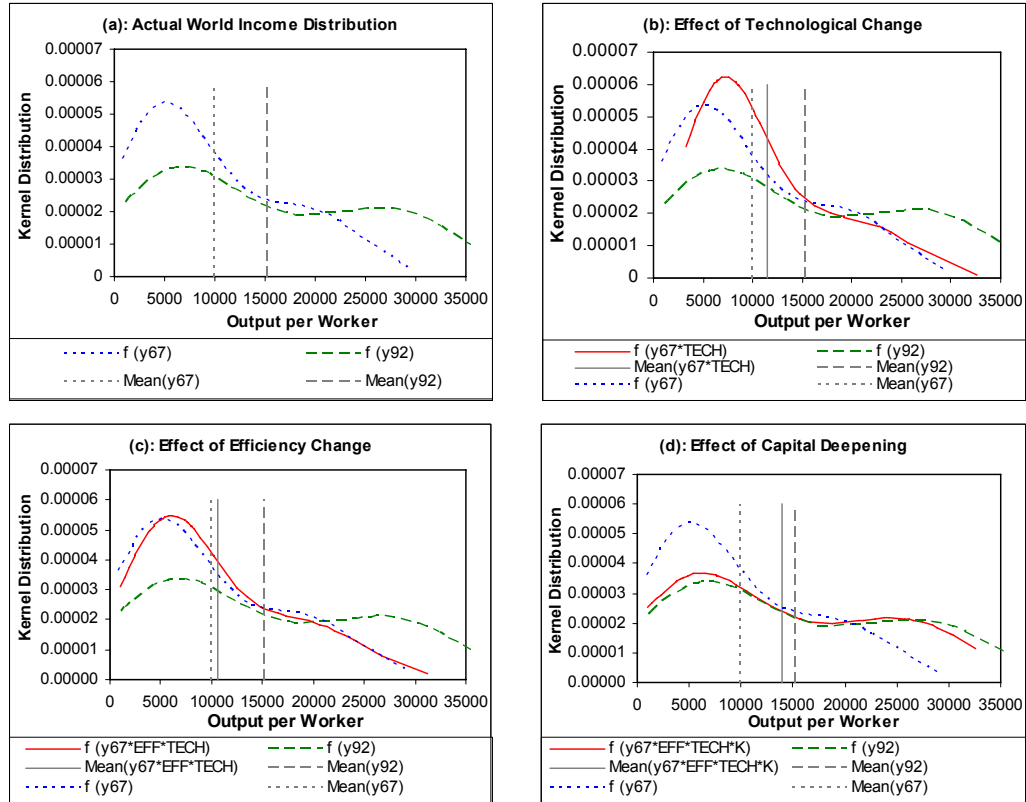 (a): Actual World Income Distribution
0.00007
0.00006
0.00005
0.00004
0.00003
0.00002
0.00001
0
Kernel Distribution
0 5000 10000 15000 20000 25000 30000 35000
Output per Worker
f (y67) f (y92)
Mean(y67) Mean(y92)
(b): Effect of Technological Change
0.00007
0.00006
0.00005
0.00004
0.00003
0.00002
0.00001
0
Kernel Distribution
0 5000 10000 15000 20000 25000 30000 35000
Output per Worker
f (y67*TECH) f (y92)
Mean(y67*TECH) Mean(y92)
f (y67) Mean(y67)
(c): Effect of Efficiency Change
0.00007
0.00006
0.00005
0.00004
0.00003
0.00002
0.00001
0.00000
Kernel Distribution
0 5000 10000 15000 20000 25000 30000 35000
Output per Worker
f (y67*EFF*TECH) f (y92)
Mean(y67*EFF*TECH) Mean(y92)
f (y67) Mean(y67)
(d): Effect of Capital Deepening
0.00007
0.00006
0.00005
0.00004
0.00003
0.00002
0.00001
0.00000
Kernel Distribution
0 5000 10000 15000 20000 25000 30000 35000
Output per Worker
f (y67*EFF*TECH*K) f (y92)
Mean(y67*EFF*TECH*K) Mean(y92)
f (y67) Mean(y67)